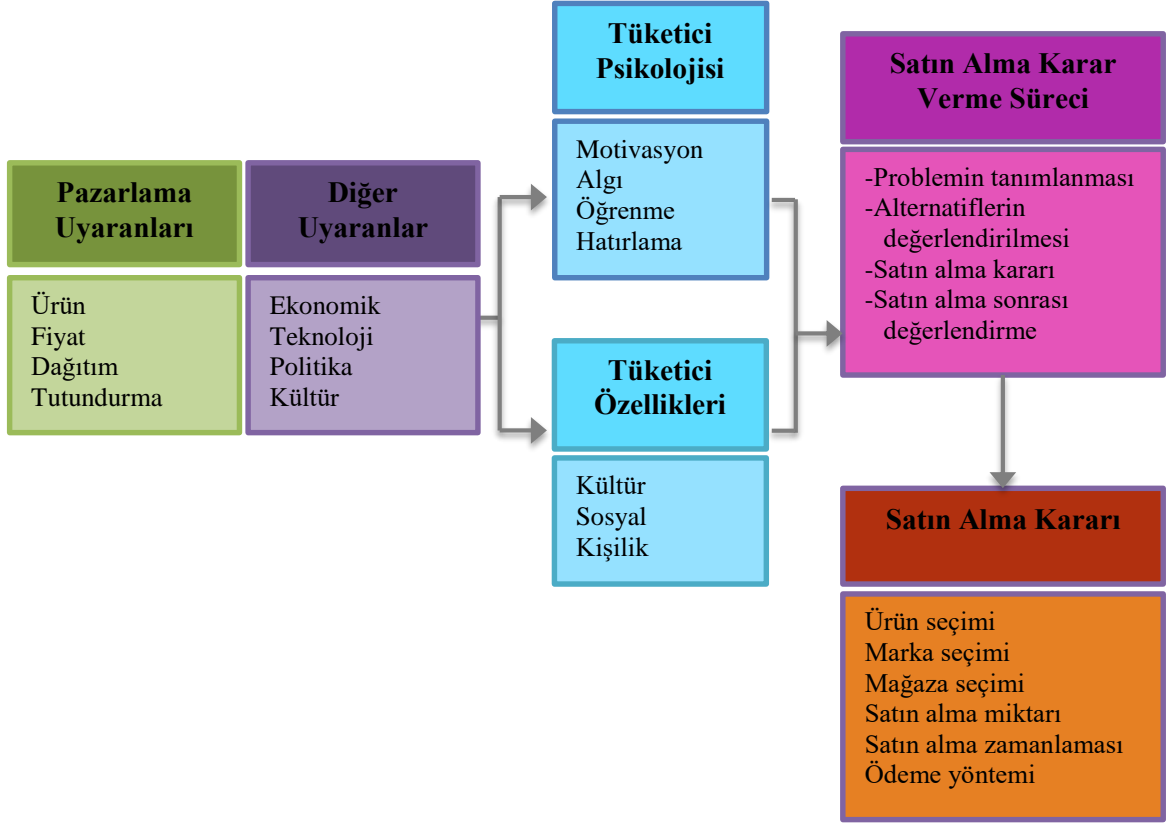 Pazarlama
Uyaranları
Ürün
Fiyat
Dağıtım
Tutundurma
Diğer
Uyaranlar
Ekonomik
Teknoloji
Politika
Kültür
Tüketici
Psikolojisi
Motivasyon
Algı
Öğrenme
Hatırlama
Tüketici
Özellikleri
Kültür
Sosyal
Kişilik
Satın Alma Karar
Verme Süreci
-Problemin tanımlanması
-Alternatiflerin
değerlendirilmesi
-Satın alma kararı
-Satın alma sonrası
değerlendirme
Satın Alma Kararı
Ürün seçimi
Marka seçimi
Mağaza seçimi
Satın alma miktarı
Satın alma zamanlaması
Ödeme yöntemi